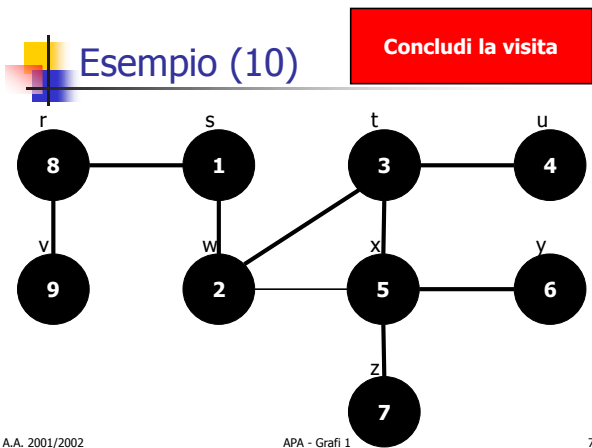 Concludi la visita
Esempio (10)
r s t u
8 1 3 4
v w x y
9 2 5 6
z
7
A.A. 2001/2002 APA - Grafi 1 7